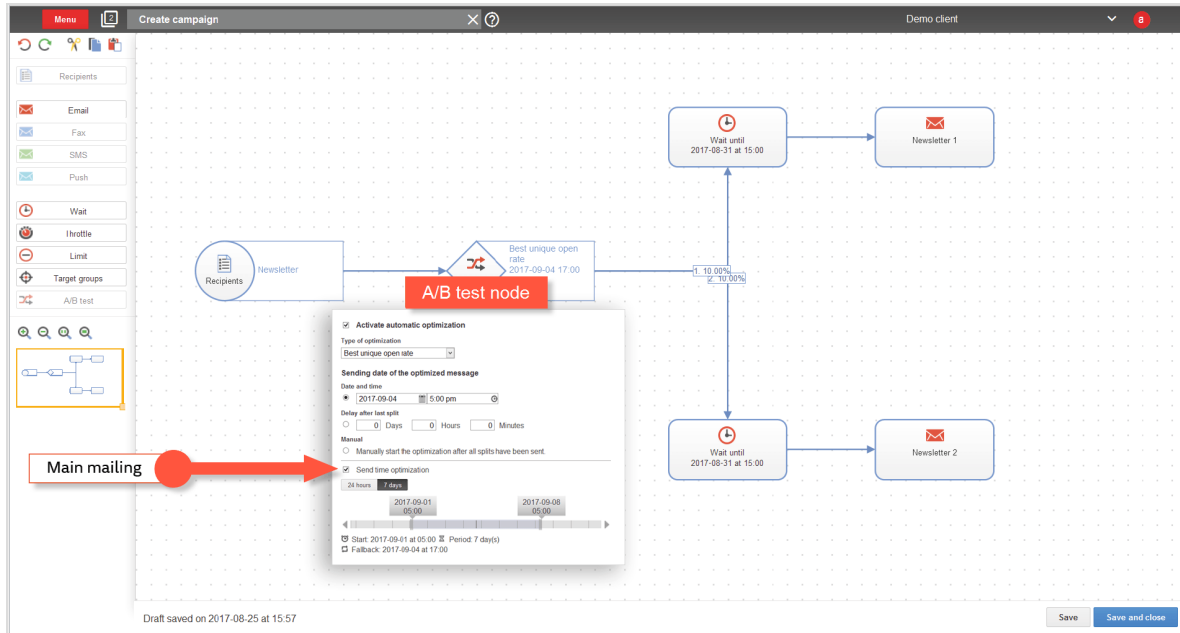 Menu
2
Create campaign
Demo client
a
Recipients
Email
Fax
SMS
Push
Wait
Throttle
Limit
Target groups
A/B test
Recipients
Newsletter
Best unique open
rate
2017-09-04 17:00
A/B test node
1. 10.00%
2. 10.00%
Wait until
2017-08-31 at 15:00
Newsletter 1
Wait until
2017-08-31 at 15:00
Newsletter 2
Activate automatic optimization
Type of optimization
Best unique open rate
Sending date of the optimized message
Date and time
2017-09-04 5:00 pm
Delay after last split
0 Days 0 Hours 0 Minutes
Manual
Manually start the optimization after all splits have been sent.
Main mailing
Send time optimization
24 hours 7 days
2017-09-01
05:00
2017-09-08
05:00
Start: 2017-09-01 at 05:00 Period: 7 day(s)
Fallback: 2017-09-04 at 17:00
Draft saved on 2017-08-25 at 15:57
Save
Save and close